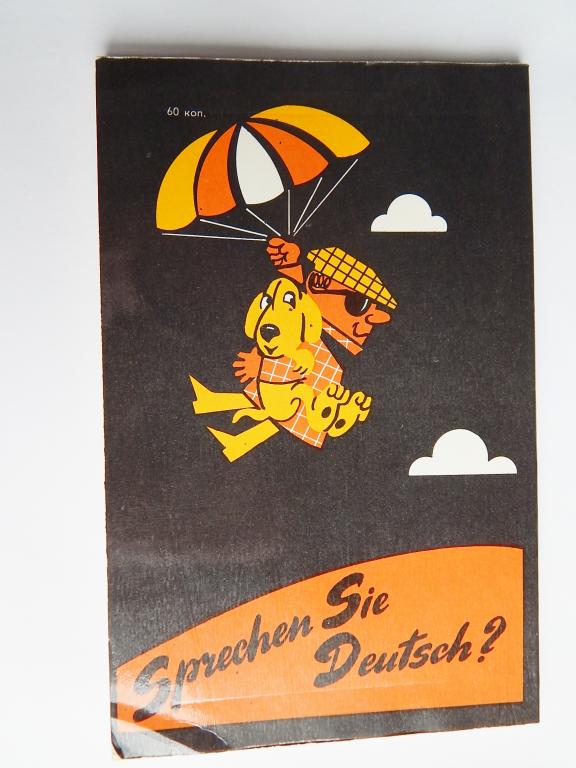 60 коп.
Sprechen Sie
Deutsch?